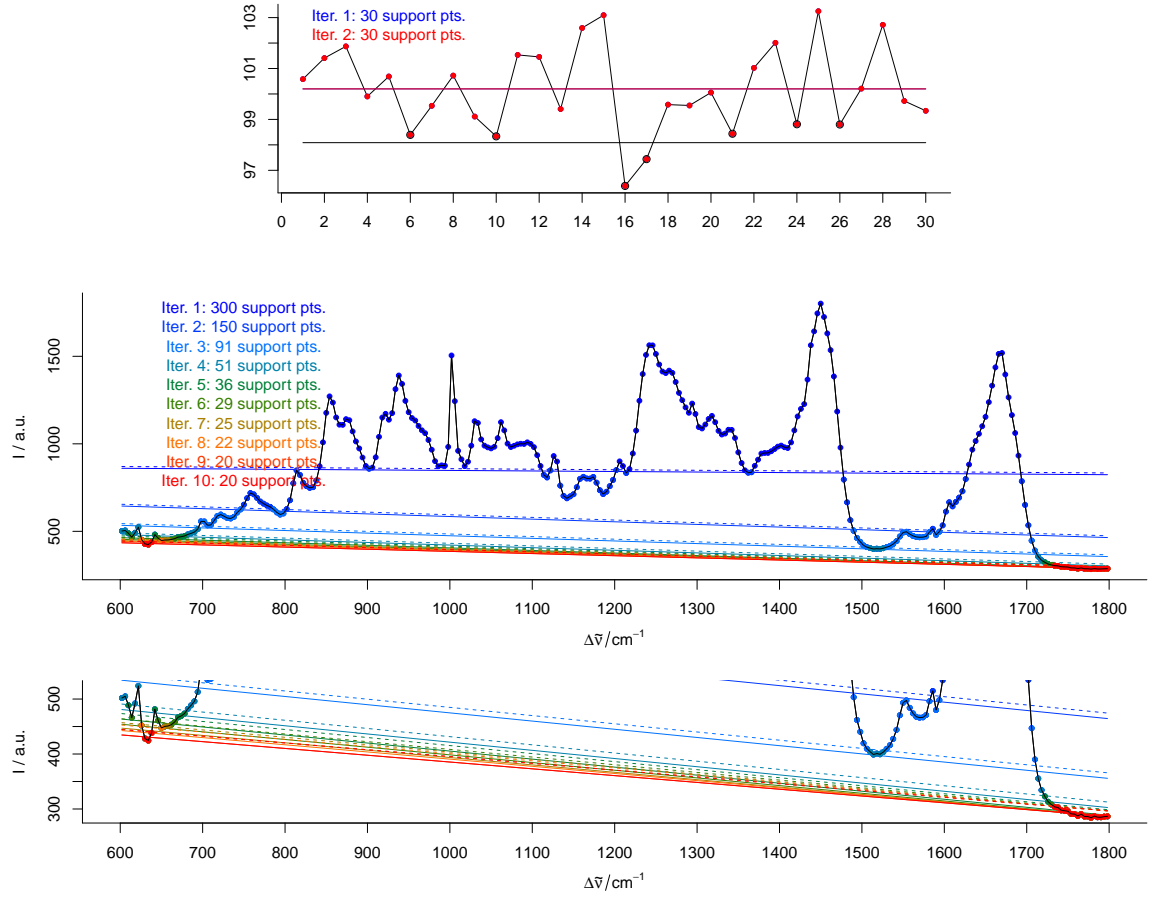 103
101
99
97
Iter. 1: 30 support pts.
Iter. 2: 30 support pts.
0 2 4 6 8 10 12 14 16 18 20 22 24 26 28 30
I / a.u.
1500
1000
500
Iter. 1: 300 support pts.
Iter. 2: 150 support pts.
Iter. 3: 91 support pts.
Iter. 4: 51 support pts.
Iter. 5: 36 support pts.
Iter. 6: 29 support pts.
Iter. 7: 25 support pts.
Iter. 8: 22 support pts.
Iter. 9: 20 support pts.
Iter. 10: 20 support pts.
600 700 800 900 1000 1100 1200 1300 1400 1500 1600 1700 1800
Δṽ/cm⁻¹
I / a.u.
500
400
300
600 700 800 900 1000 1100 1200 1300 1400 1500 1600 1700 1800
Δṽ/cm⁻¹